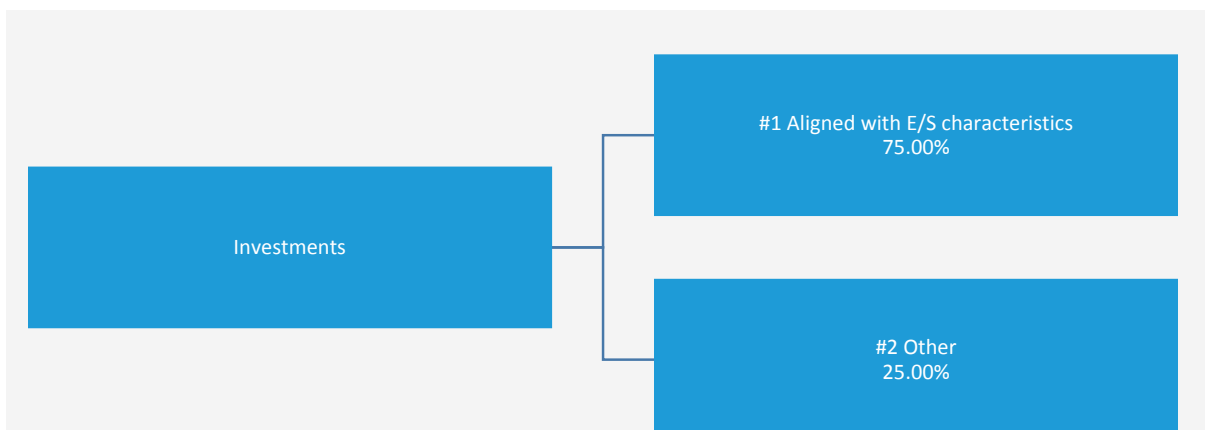 #1 Aligned with E/S characteristics
75.00%
Investments
#2 Other
25.00%